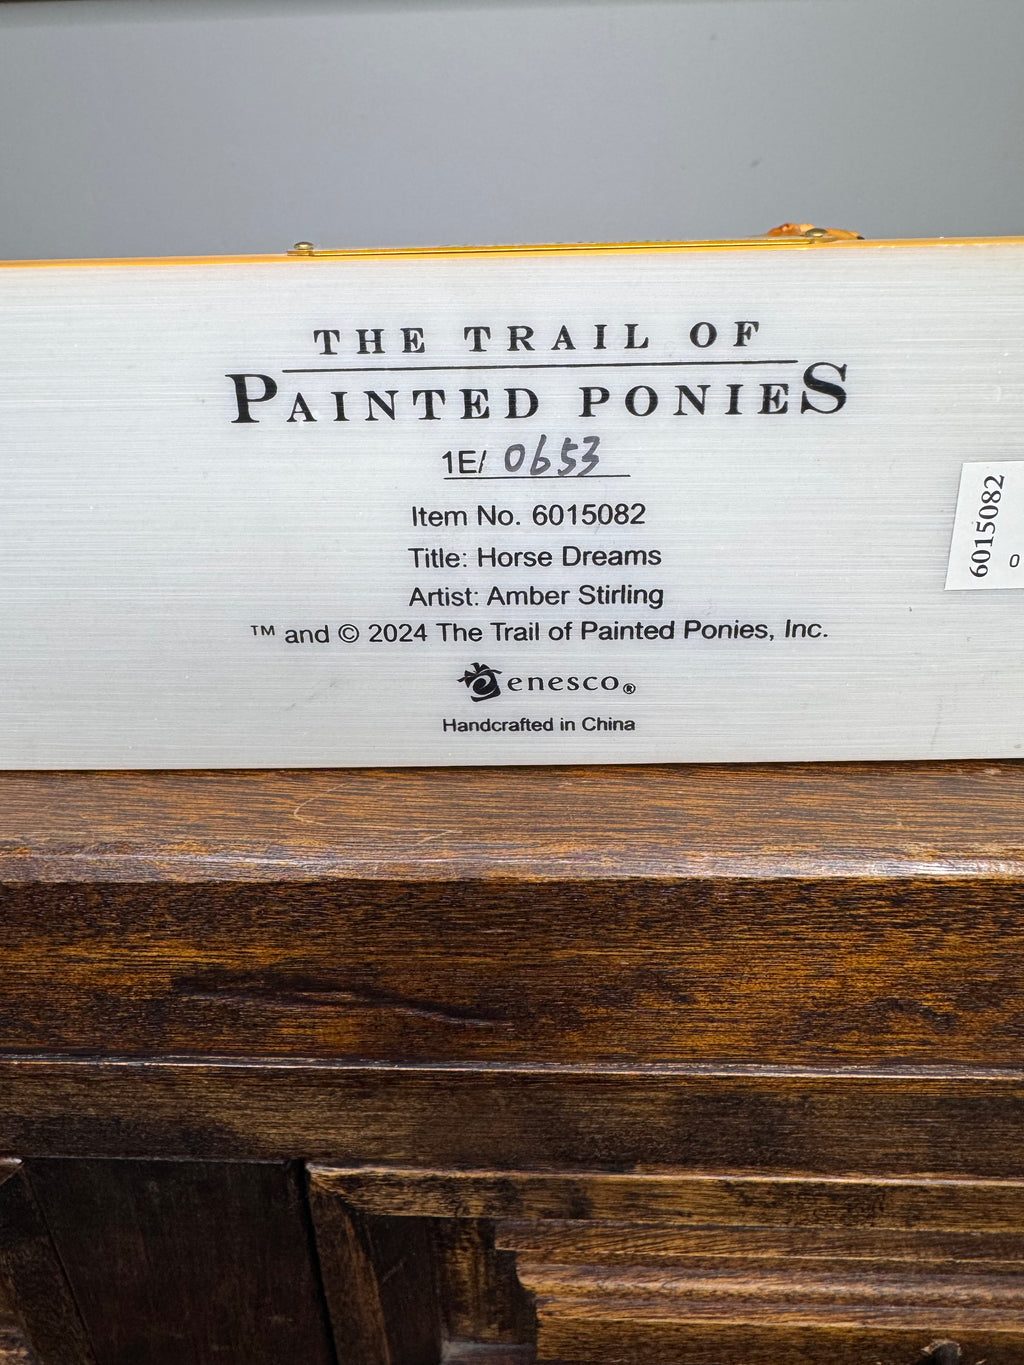 THE TRAIL OF
PAINTED PONIES
1E/ 0653
Item No. 6015082
Title: Horse Dreams
Artist: Amber Stirling
™ and © 2024 The Trail of Painted Ponies, Inc.
enesco®
Handcrafted in China
6015082
0